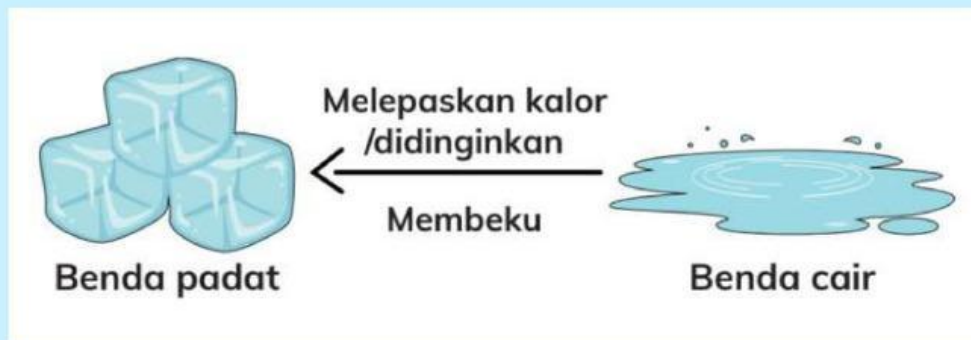 Melepaskan kalor
/didinginkan
Membeku
Benda padat
Benda cair